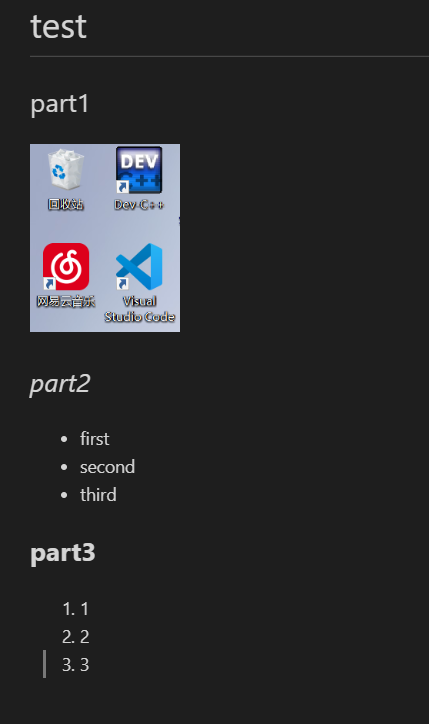 test
part1
DEV
C++
回收站
Dev-C++
网易云音乐
Visual
Studio Code
part2
• first
• second
• third
part3
1. 1
2. 2
3. 3